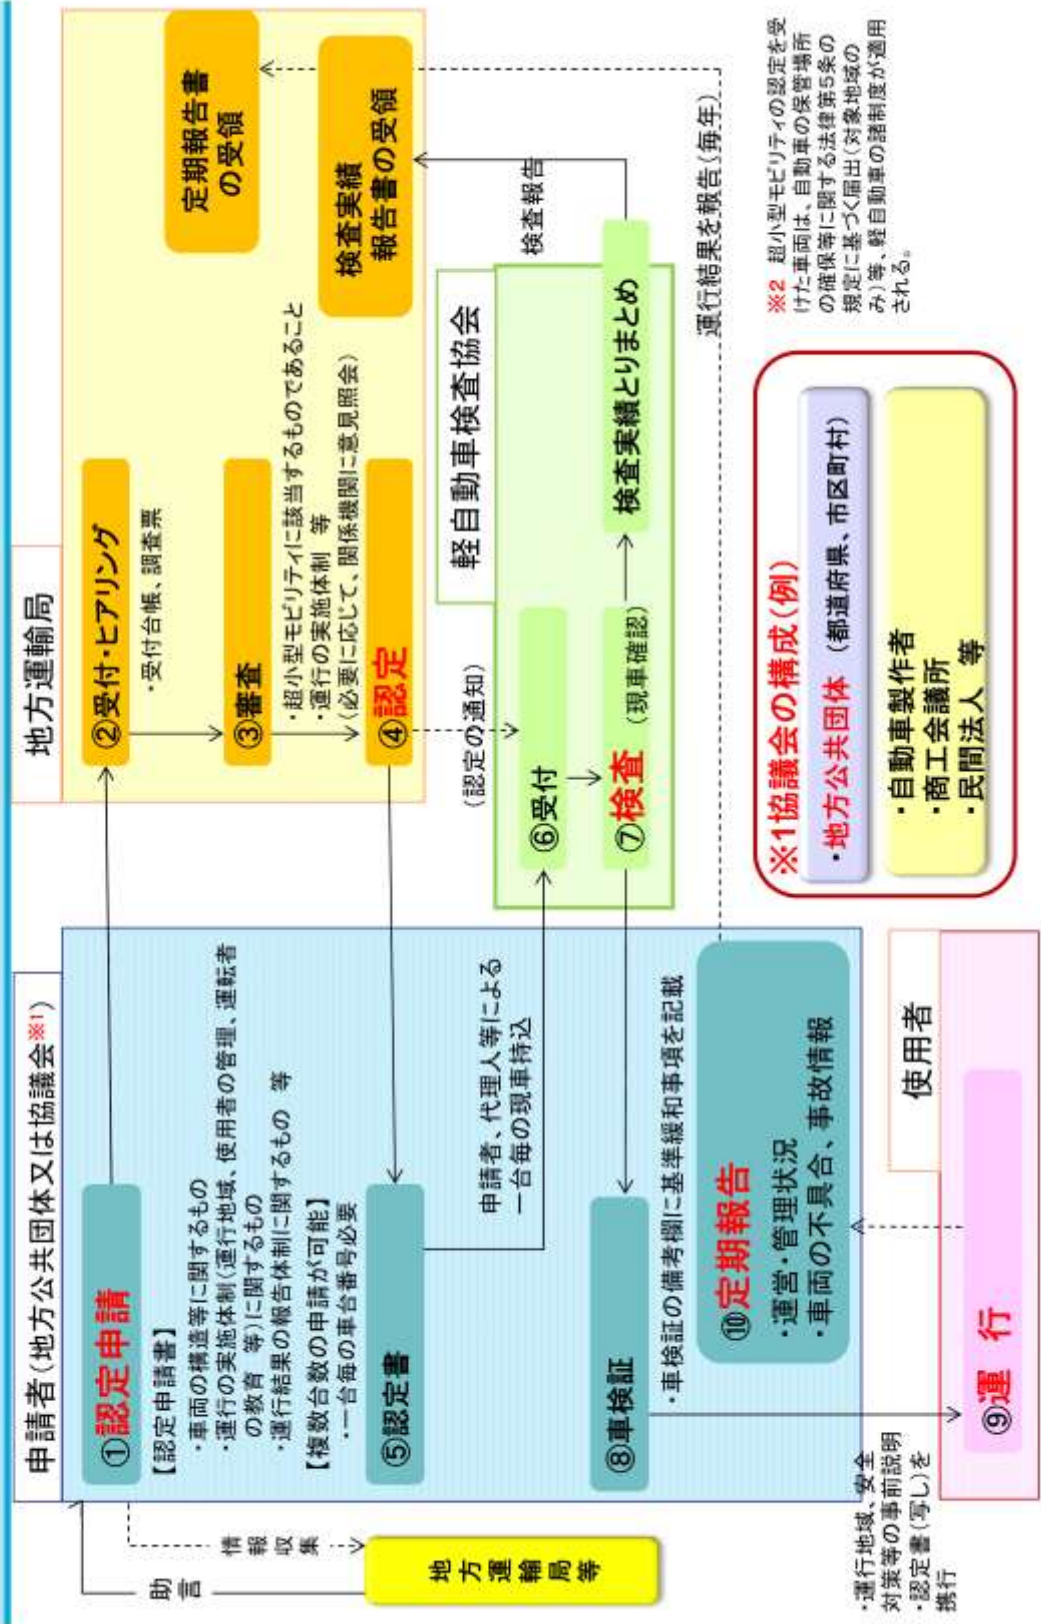 申請者(地方公共団体又は協議会※1)
地方運輸局
①認定申請
【認定申請書】
・車両の構造等に関するもの
・運行の実施体制(運行地域、使用者の管理、運転者
の教育 等)に関するもの
・運行結果の報告体制に関するもの 等
【複数台数の申請が可能】
・一台毎の車台番号必要
②受付・ヒアリング
・受付台帳、調査票
③審査
・超小型モビリティに該当するものであること
・運行の実施体制 等
(必要に応じて、関係機関に意見照会)
④認定
定期報告書
の受領
検査実績
報告書の受領
助言
情報収集
地方運輸局等
⑤認定書
(認定の通知)
軽自動車検査協会
検査報告
申請者、代理人等による
一台毎の現車持込
⑥受付
⑦検査
(現車確認)
検査実績とりまとめ
⑧車検証
・車検証の備考欄に基準緩和事項を記載
運行結果を報告(毎年)
⑩定期報告
・運営・管理状況
・車両の不具合、事故情報
使用者
⑨運 行
・運行地域、安全
対策等の事前説明
・認定書(写し)を
携行
※1協議会の構成(例)
・地方公共団体 (都道府県、市区町村)
・自動車製作者
・商工会議所
・民間法人 等
※2 超小型モビリティの認定を受
けた車両は、自動車の保管場所
の確保等に関する法律第5条の
規定に基づく届出(対象地域の
み)等、軽自動車の諸制度が適用
される。